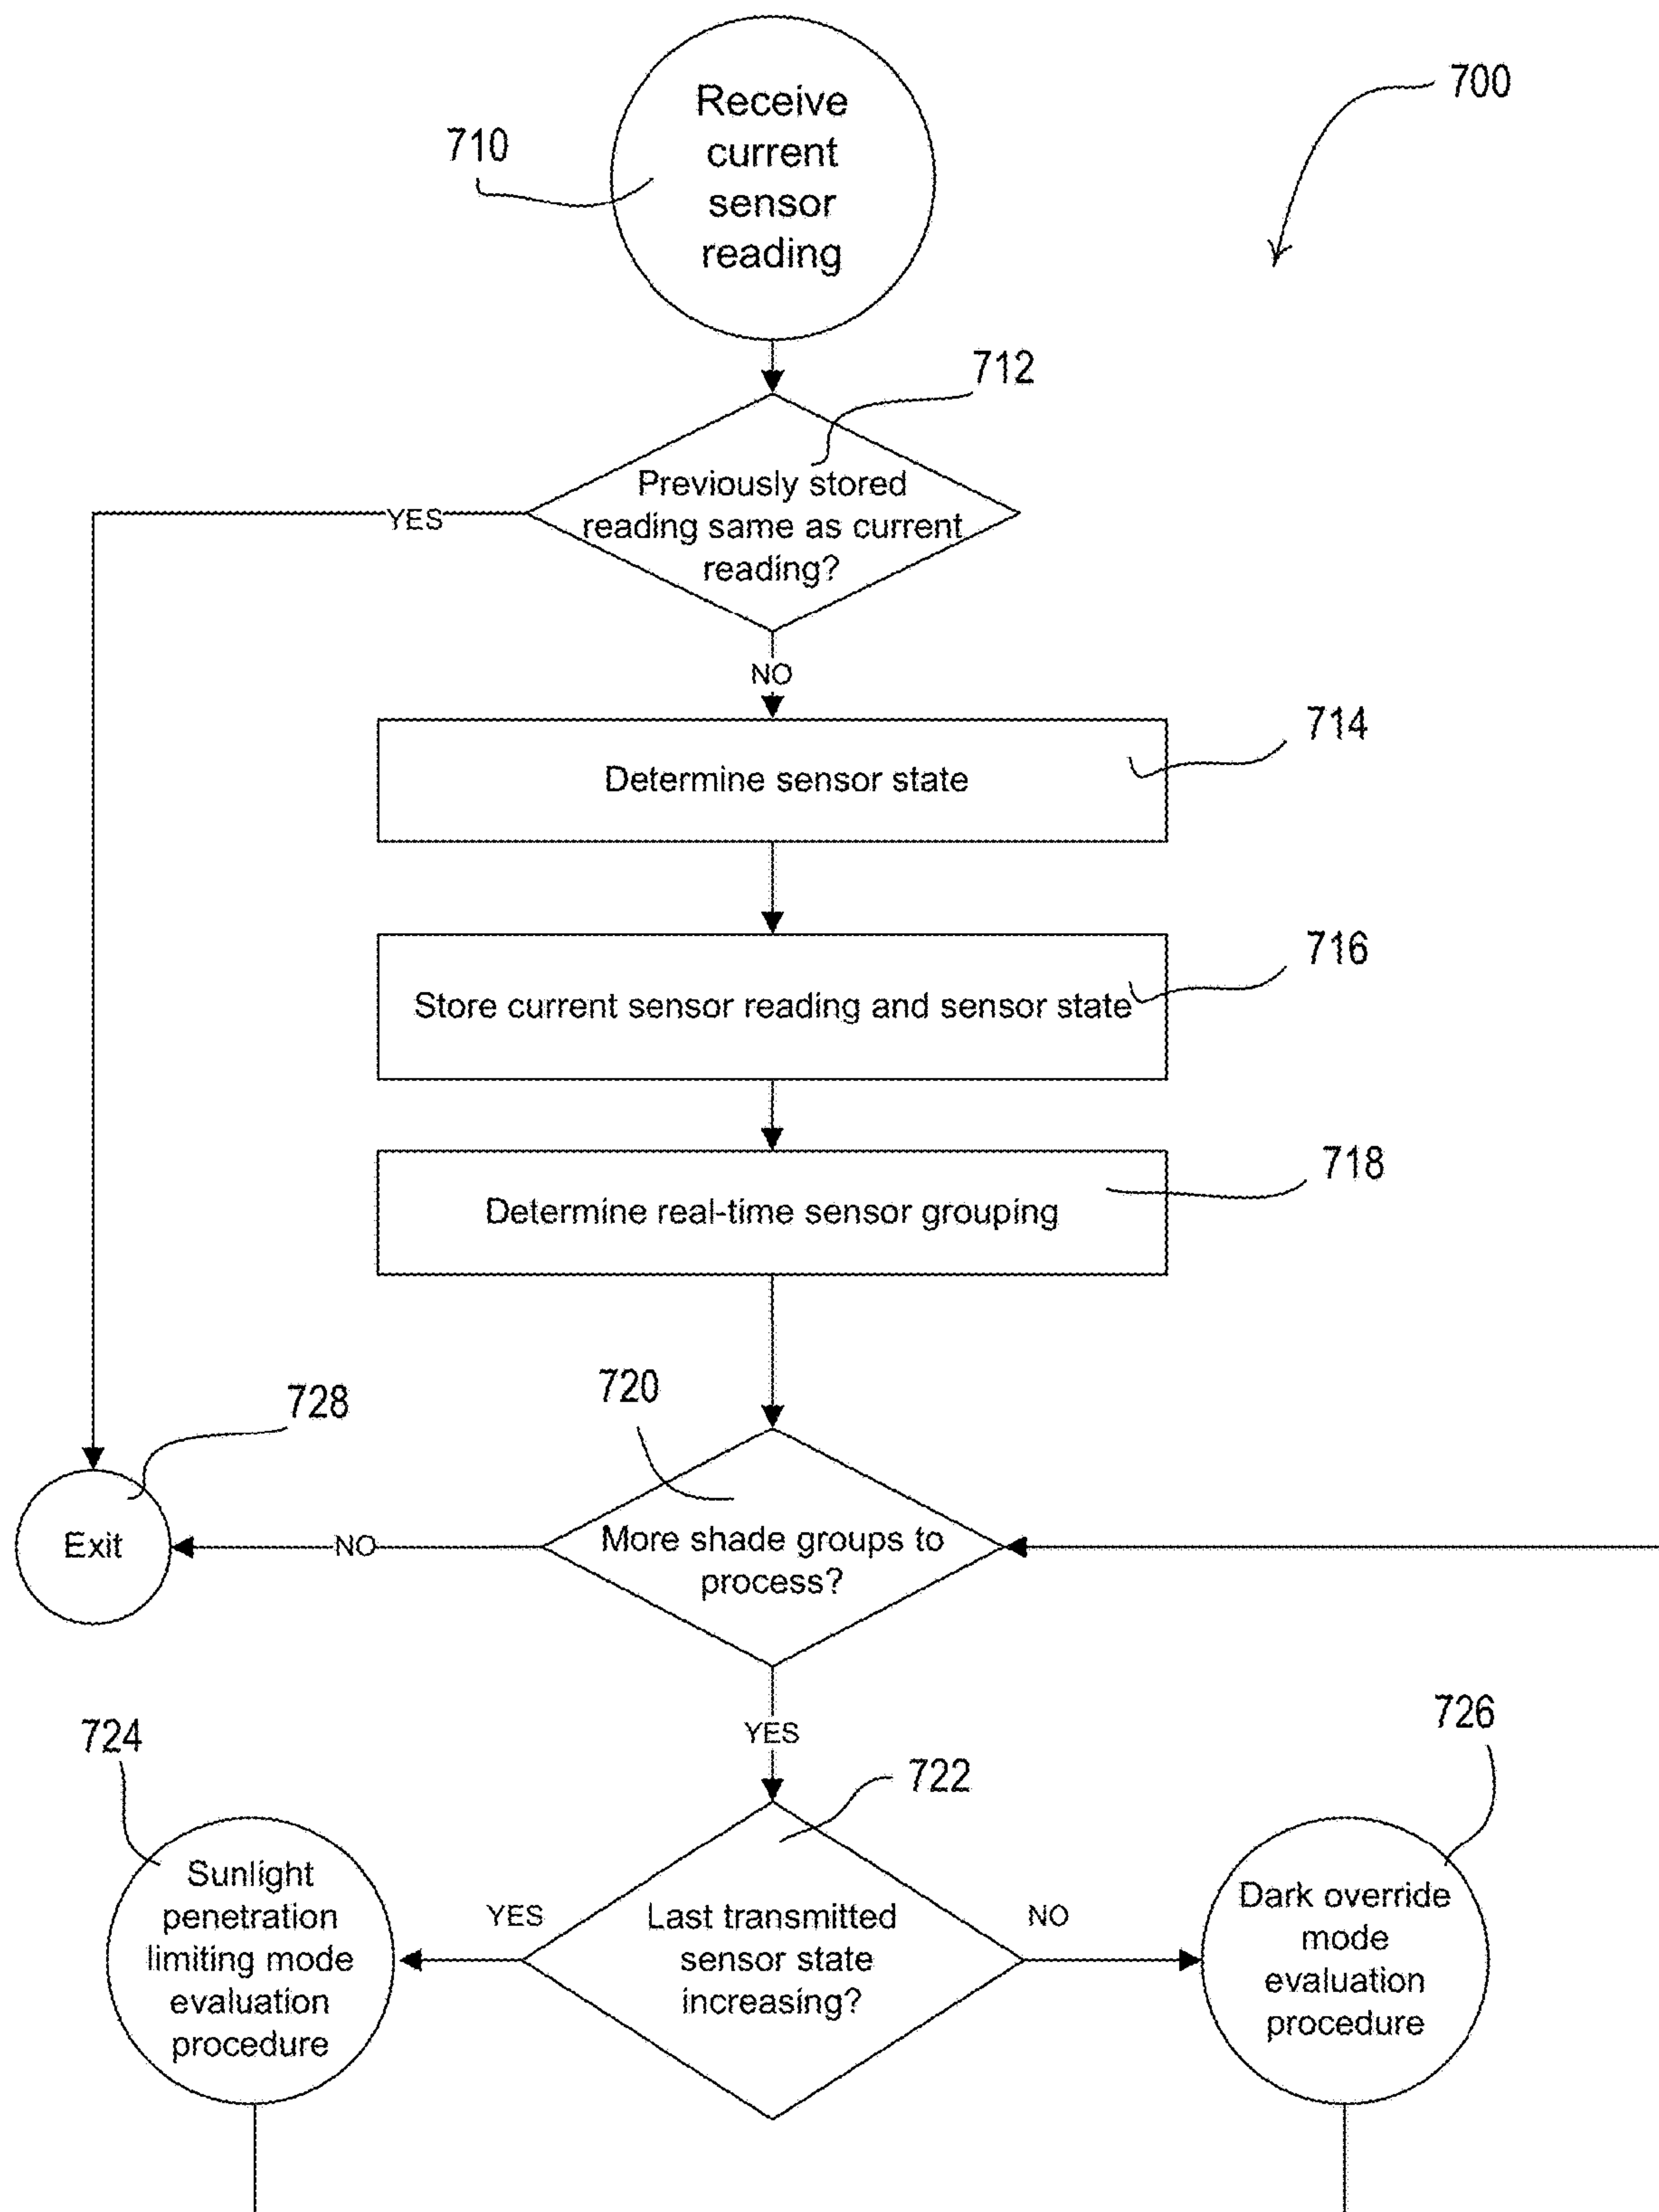 Receive
current
sensor
reading
700
710
712
Previously stored
reading same as current
reading?
YES
NO
714
Determine sensor state
716
Store current sensor reading and sensor state
718
Determine real-time sensor grouping
728
720
Exit
NO
More shade groups to
process?
YES
724
726
722
Sunlight
penetration
limiting mode
evaluation
procedure
YES
Last transmitted
sensor state
increasing?
NO
Dark override
mode
evaluation
procedure